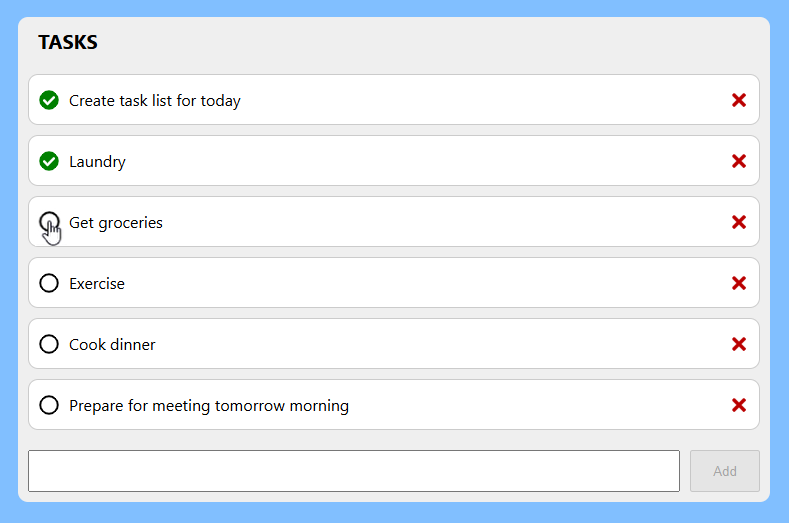 TASKS
Create task list for today
Laundry
Get groceries
Exercise
Cook dinner
Prepare for meeting tomorrow morning
Add